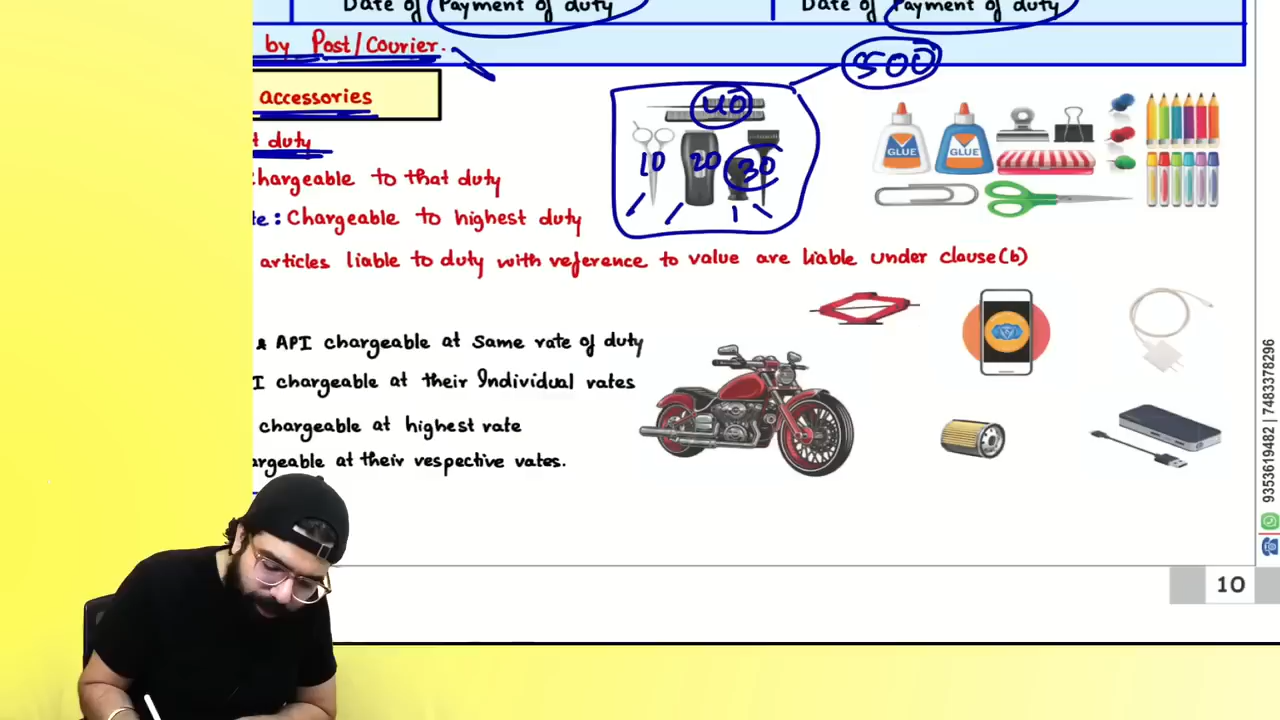 Date of Payment of duty
Date of Payment of duty
by Post/Courier.
500
accessories
40
t duty
10 20 30
GLUE GLUE
chargeable to that duty
te: Chargeable to highest duty
articles liable to duty with reference to value are liable under clause(b)
& API chargeable at same rate of duty
I chargeable at their Individual rates
chargeable at highest rate
argeable at their respective rates.
9353619482 | 7483378296
10